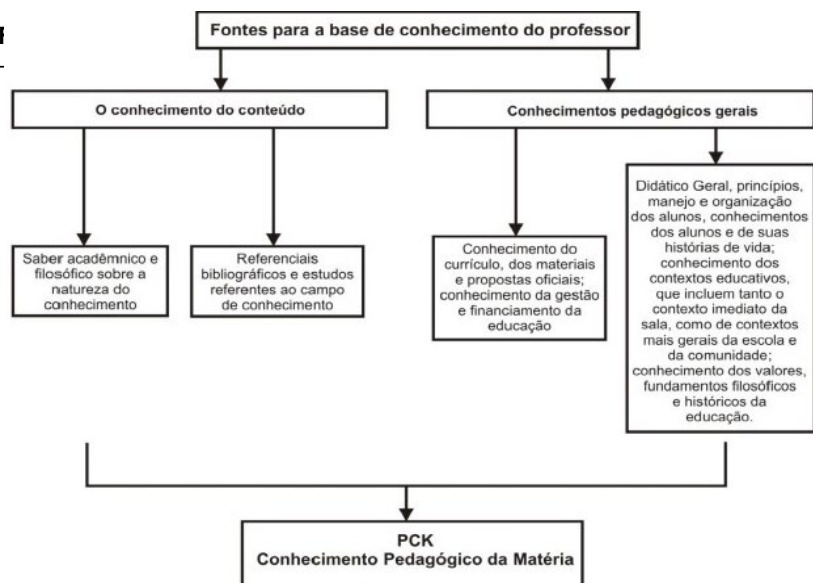 Fontes para a base de conhecimento do professor
O conhecimento do conteúdo
Conhecimentos pedagógicos gerais
Saber acadêmnico e
filosófico sobre a
natureza do
conhecimento
Referenciais
bibliográficos e estudos
referentes ao campo
de conhecimento
Conhecimento do
currículo, dos materiais
e propostas oficiais;
conhecimento da gestão
e financiamento da
educação
Didático Geral, princípios,
manejo e organização
dos alunos, conhecimentos
dos alunos e de suas
histórias de vida;
conhecimento dos
contextos educativos,
que incluem tanto o
contexto imediato da
sala, como de contextos
mais gerais da escola e
da comunidade;
conhecimento dos valores,
fundamentos filosóficos
e históricos da
educação.
PCK
Conhecimento Pedagógico da Matéria